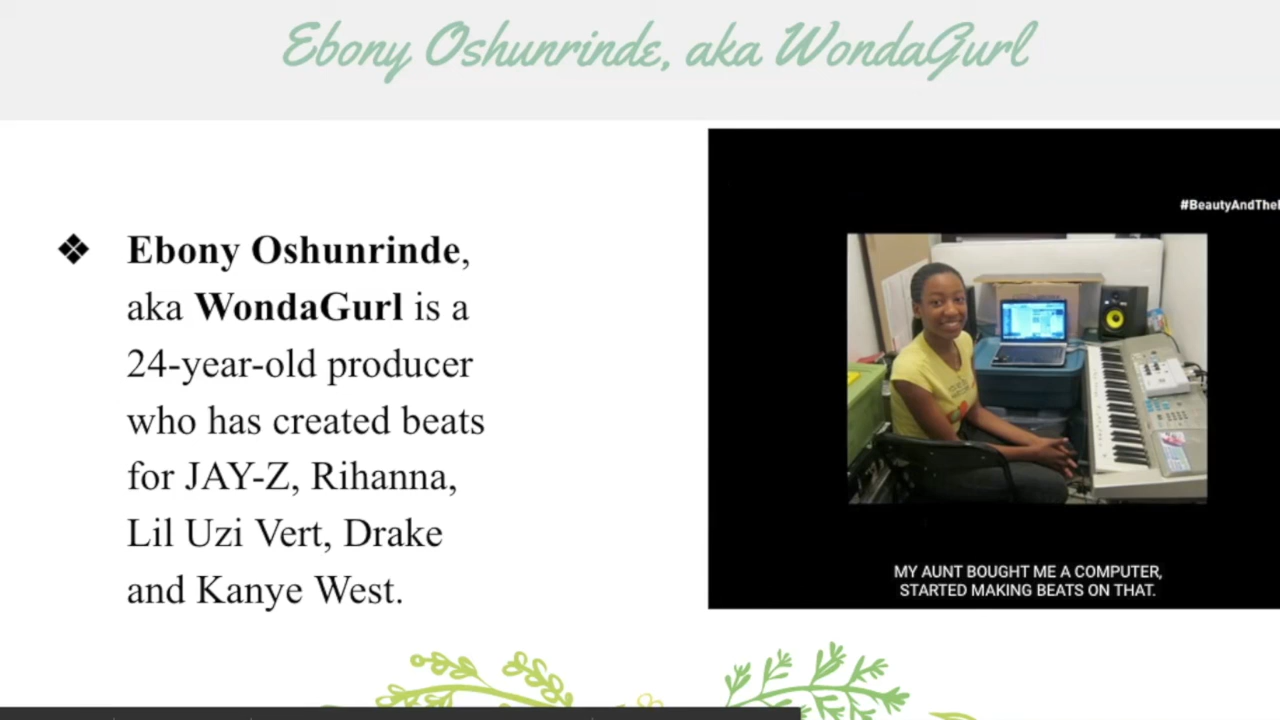 Ebony Oshunrinde, aka WondaGurl
❖ Ebony Oshunrinde,
aka WondaGurl is a
24-year-old producer
who has created beats
for JAY-Z, Rihanna,
Lil Uzi Vert, Drake
and Kanye West.
#BeautyAndThe
MY AUNT BOUGHT ME A COMPUTER,
STARTED MAKING BEATS ON THAT.